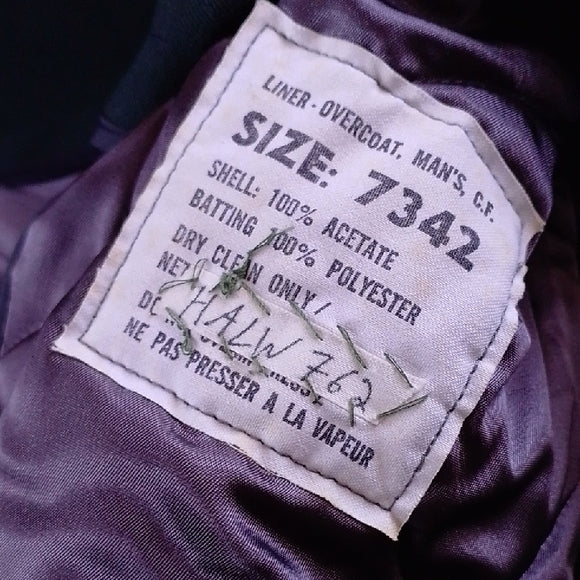 LINER - OVERCOAT, MAN'S, C.F.
SIZE: 7342
SHELL: 100% ACETATE
BATTING 100% POLYESTER
DRY CLEAN ONLY/
NET
HALW 762
DO
NE PAS PRESSER A LA VAPEUR